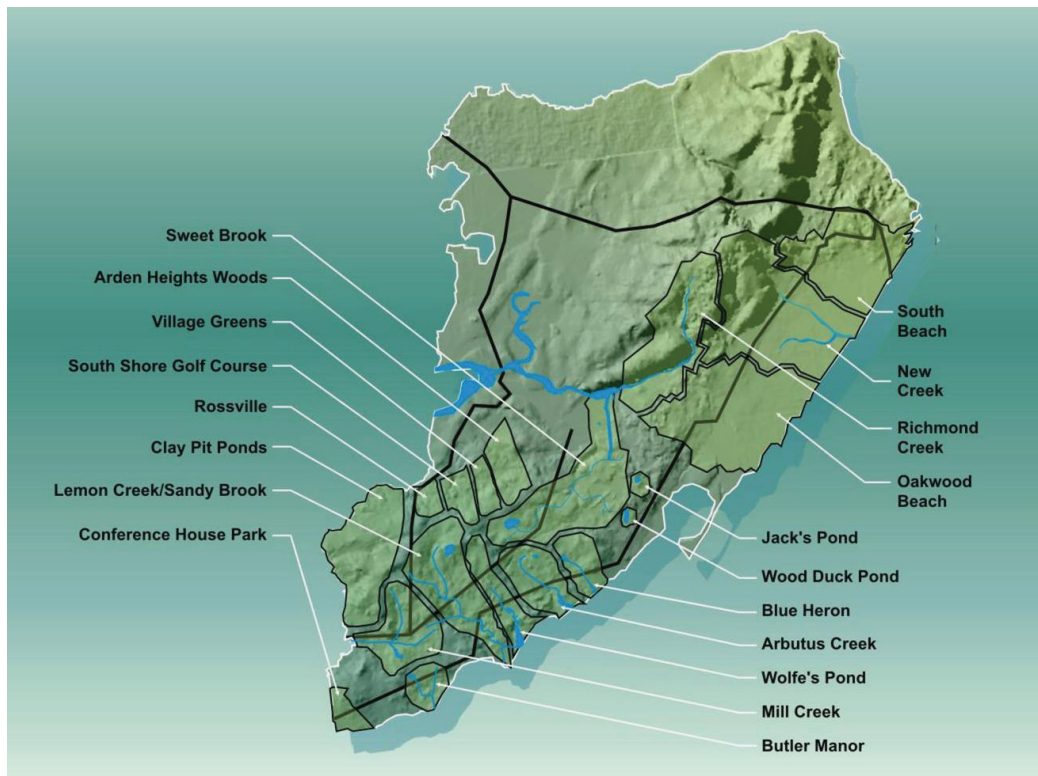 Sweet Brook
Arden Heights Woods
Village Greens
South Shore Golf Course
Rossville
Clay Pit Ponds
Lemon Creek/Sandy Brook
Conference House Park
South
Beach
New
Creek
Richmond
Creek
Oakwood
Beach
Jack's Pond
Wood Duck Pond
Blue Heron
Arbutus Creek
Wolfe's Pond
Mill Creek
Butler Manor